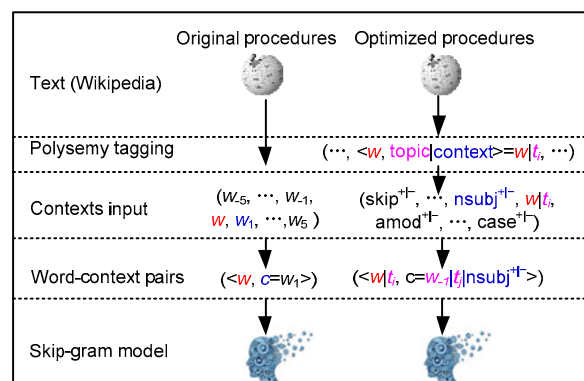 Original procedures Optimized procedures
Text (Wikipedia)
Polysemy tagging (···, <w, topic|context>=w|tᵢ, ···)
Contexts input (w₋₅, ···, w₋₁, (skip⁺ᴵ⁻, ···, nsubj⁺ᴵ⁻, w|tᵢ,
w, w₁, ···,w₅ ) amod⁺ᴵ⁻, ···, case⁺ᴵ⁻)
Word-context pairs (<w, c=w₁>) (<w|tᵢ, c=w₋₁|tⱼ|nsubj⁺ᴵ⁻>)
Skip-gram model